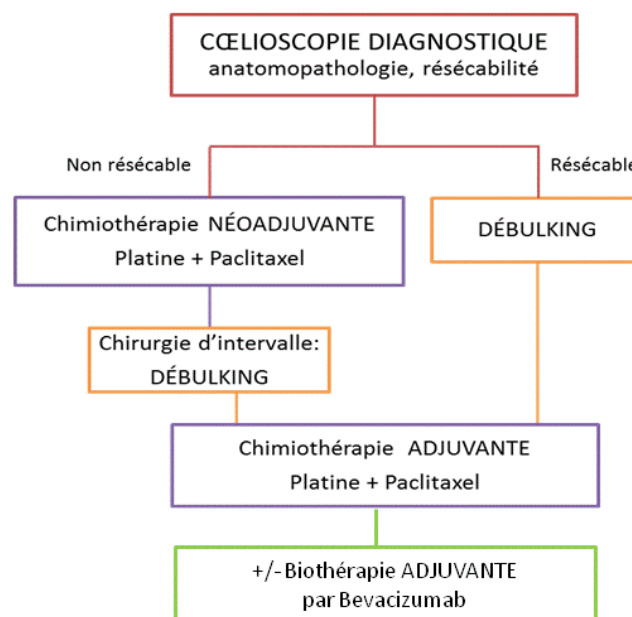 CŒLIOSCOPIE DIAGNOSTIQUE
anatomopathologie, résécabilité
Non résécable
Résécable
Chimiothérapie NÉOADJUVANTE
Platine + Paclitaxel
DÉBULKING
Chirurgie d'intervalle:
DÉBULKING
Chimiothérapie ADJUVANTE
Platine + Paclitaxel
+/- Biothérapie ADJUVANTE
par Bevacizumab